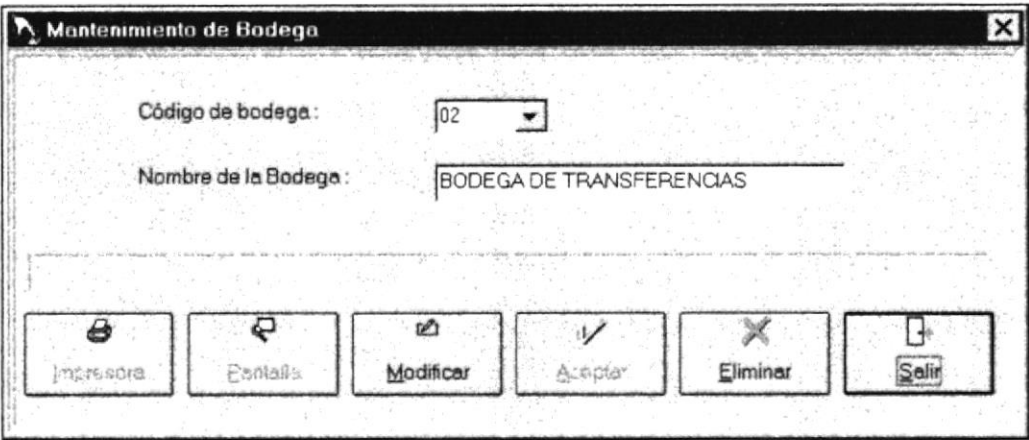 Mantenimiento de Bodega
Código de bodega :
02
Nombre de la Bodega :
BODEGA DE TRANSFERENCIAS
Impresora Pantalla Modificar Aceptar Eliminar Salir